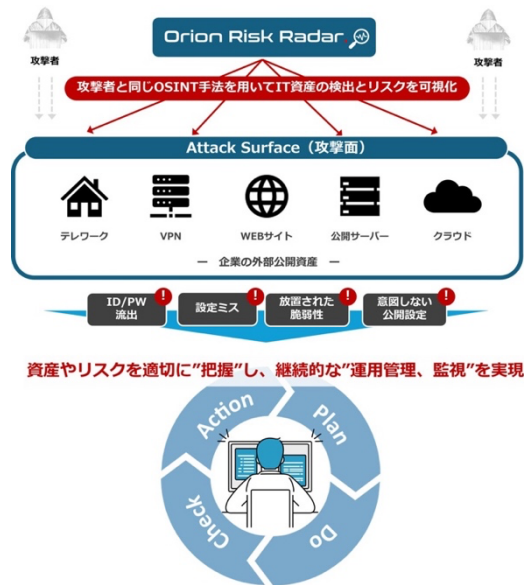 Orion Risk Radar
攻撃者
攻撃者
攻撃者と同じOSINT手法を用いてIT資産の検出とリスクを可視化
Attack Surface（攻撃面）
テレワーク
VPN
WEBサイト
公開サーバー
クラウド
― 企業の外部公開資産 ―
ID/PW
流出
!
設定ミス
!
放置された
脆弱性
!
意図しない
公開設定
!
資産やリスクを適切に”把握”し、継続的な”運用管理、監視”を実現
Action
Plan
Check
Do